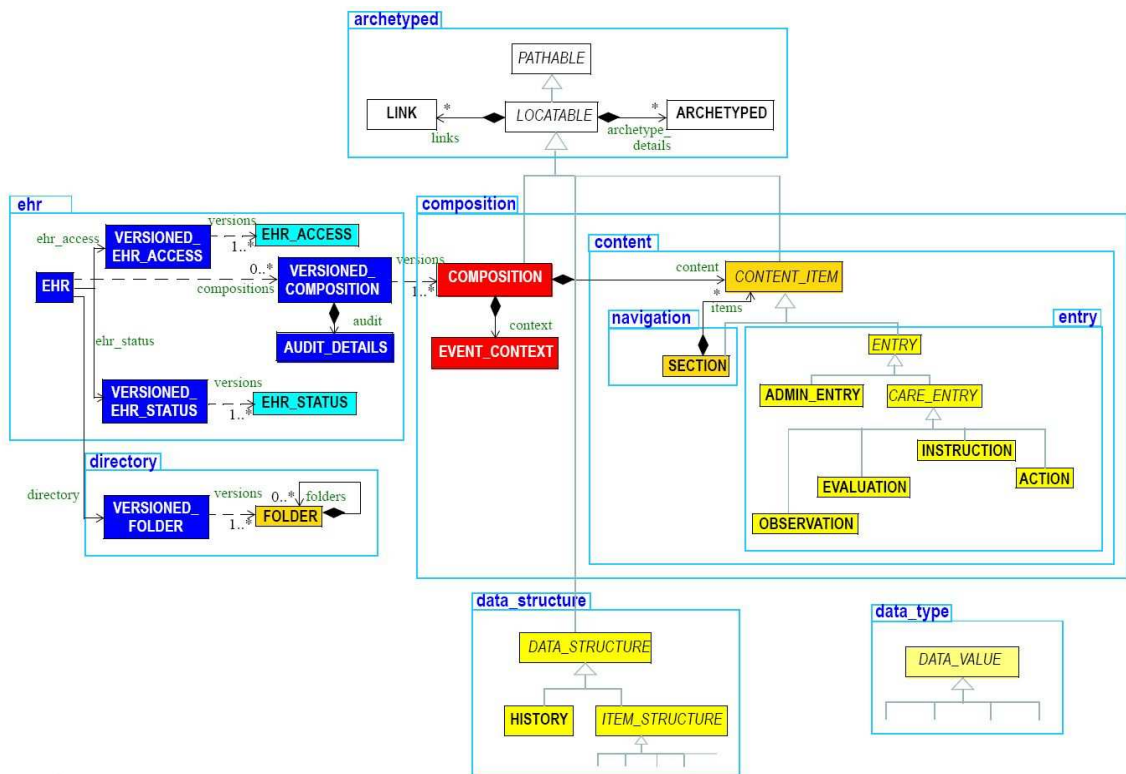 archetyped
PATHABLE
LINK
*
LOCATABLE
*
ARCHETYPED
links
archetype_
details
ehr
ehr_access
VERSIONED_
EHR_ACCESS
versions
1..*
EHR_ACCESS
EHR
0..*
compositions
VERSIONED_
COMPOSITION
versions
1..*
audit
AUDIT_DETAILS
ehr_status
VERSIONED_
EHR_STATUS
versions
1..*
EHR_STATUS
directory
directory
VERSIONED_
FOLDER
versions
1..*
0..*
folders
FOLDER
composition
COMPOSITION
context
EVENT_CONTEXT
content
content
*
CONTENT_ITEM
items
navigation
SECTION
entry
ENTRY
ADMIN_ENTRY
CARE_ENTRY
INSTRUCTION
ACTION
EVALUATION
OBSERVATION
data_structure
DATA_STRUCTURE
HISTORY
ITEM_STRUCTURE
data_type
DATA_VALUE